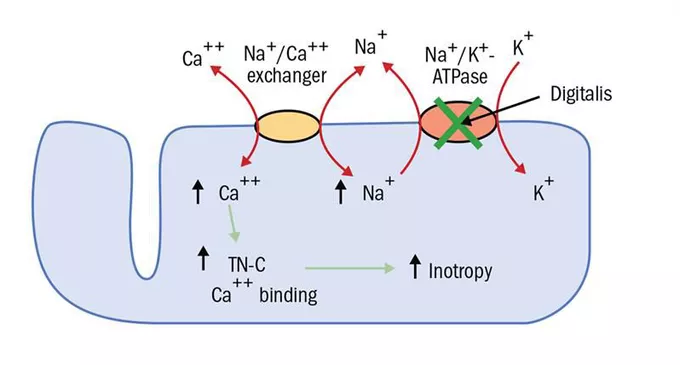 Ca++
Na+/Ca++
exchanger
Na+
Na+/K+-
ATPase
K+
Digitalis
Ca++
Na+
K+
TN-C
Ca++ binding
Inotropy